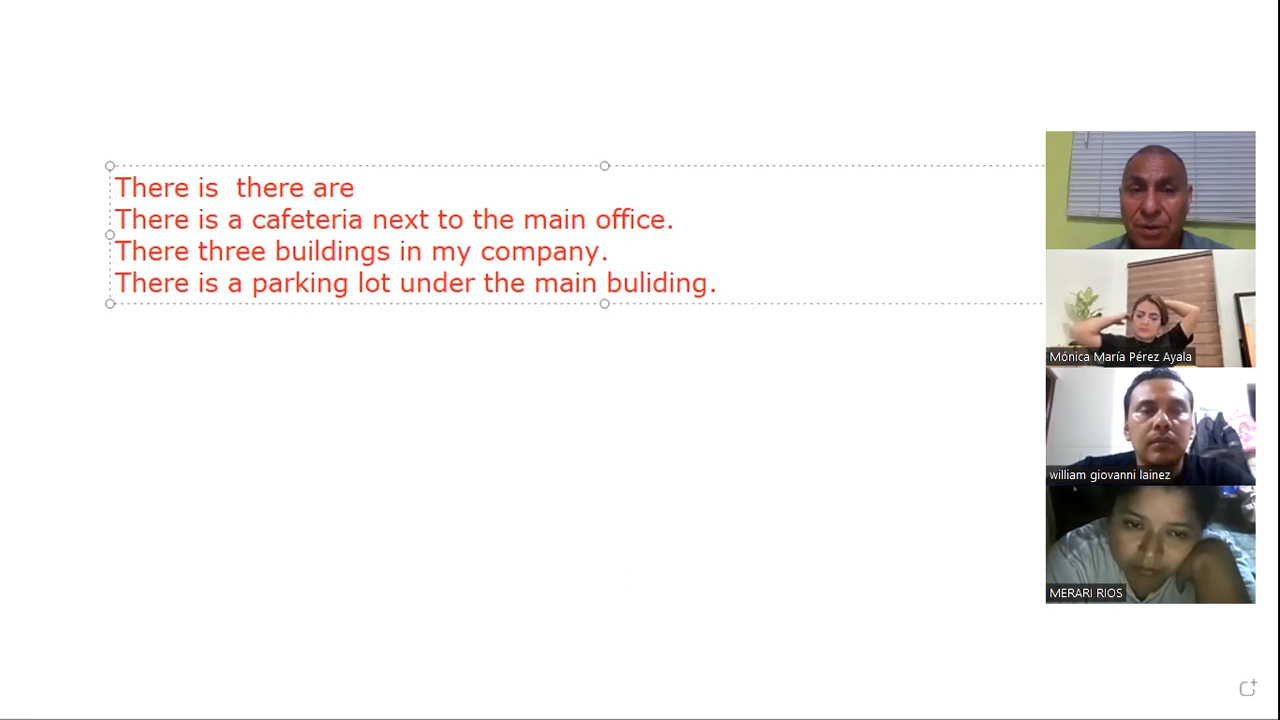 There is  there are
There is a cafeteria next to the main office.
There three buildings in my company.
There is a parking lot under the main buliding.
Mónica María Pérez Ayala
william giovanni lainez
MERARI RIOS